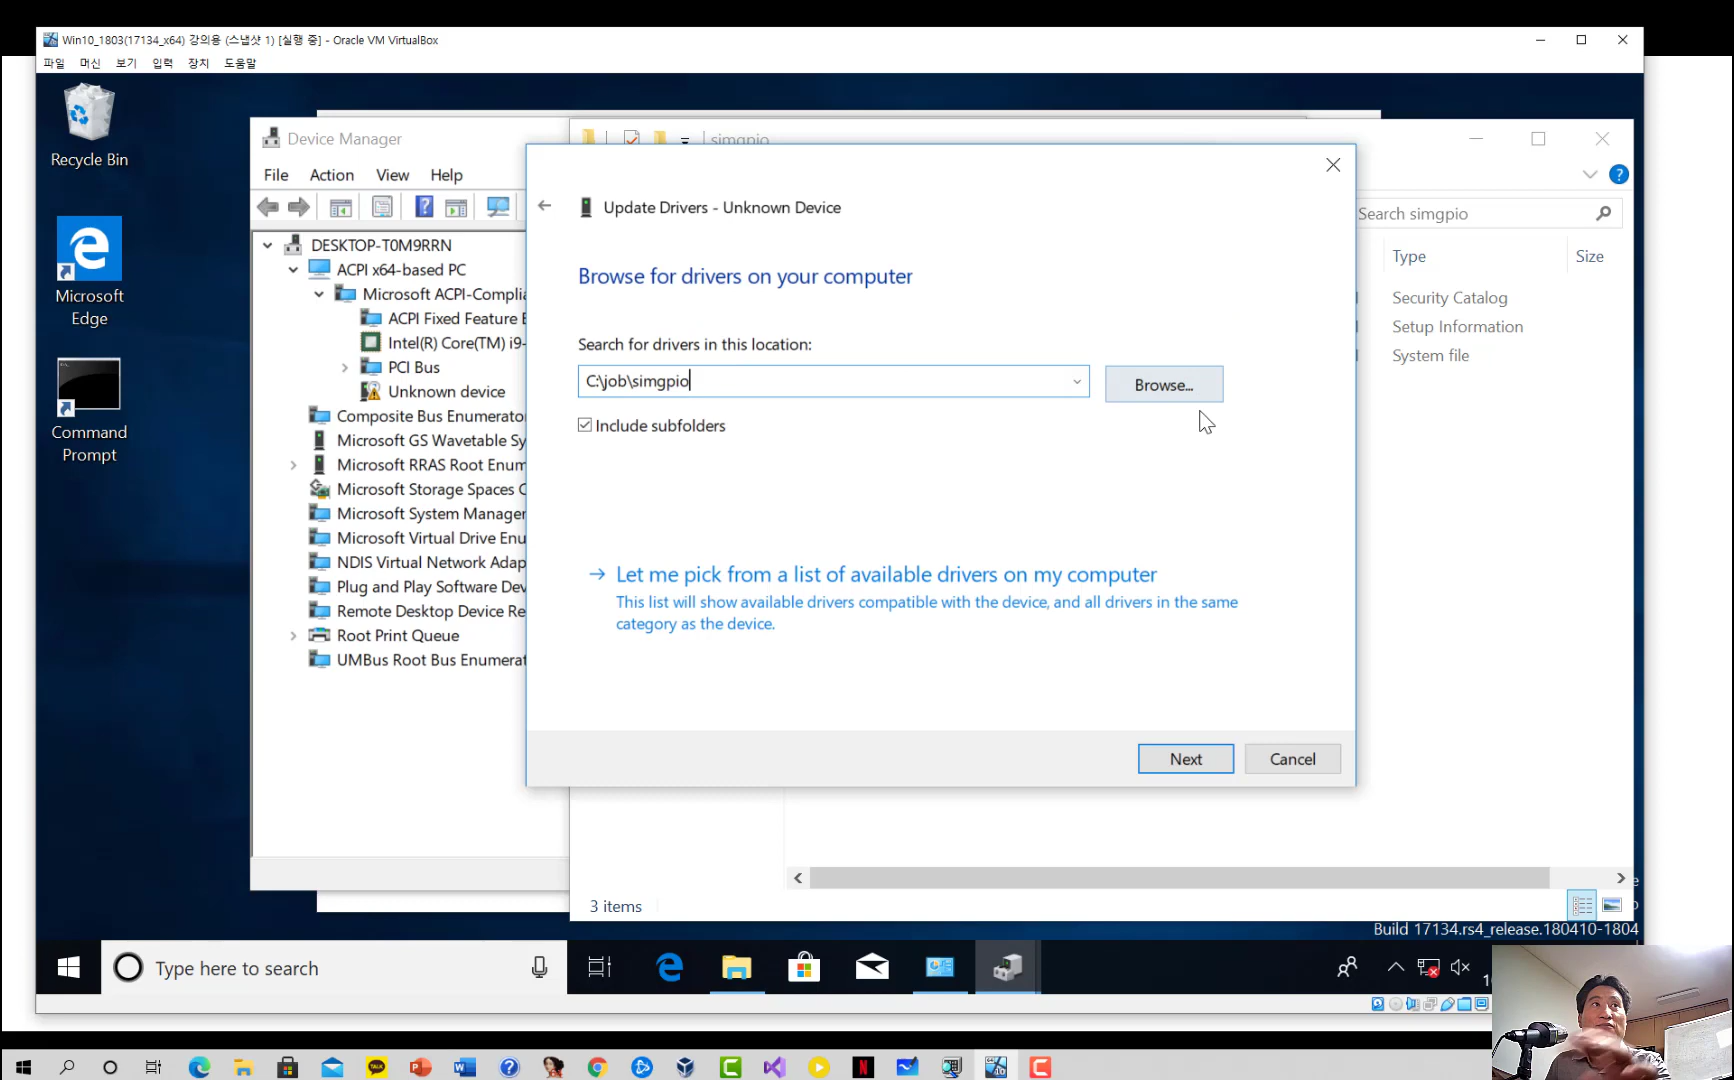 Win10_1803(17134_x64) 강의용 (스냅샷 1) [실행 중] - Oracle VM VirtualBox
파일 머신 보기 입력 장치 도움말
Recycle Bin
Microsoft
Edge
Command
Prompt
Device Manager
File Action View Help
DESKTOP-T0M9RRN
ACPI x64-based PC
Microsoft ACPI-Complia
ACPI Fixed Feature B
Intel(R) Core(TM) i9-
PCI Bus
Unknown device
Composite Bus Enumerator
Microsoft GS Wavetable Sy
Microsoft RRAS Root Enum
Microsoft Storage Spaces C
Microsoft System Manager
Microsoft Virtual Drive Enu
NDIS Virtual Network Adap
Plug and Play Software Dev
Remote Desktop Device Re
Root Print Queue
UMBus Root Bus Enumerat
simgpio
Search simgpio
Type Size
Security Catalog
Setup Information
System file
3 items
Update Drivers - Unknown Device
Browse for drivers on your computer
Search for drivers in this location:
C:\job\simgpio
Browse...
Include subfolders
Let me pick from a list of available drivers on my computer
This list will show available drivers compatible with the device, and all drivers in the same
category as the device.
Next Cancel
Build 17134.rs4_release.180410-1804
Type here to search